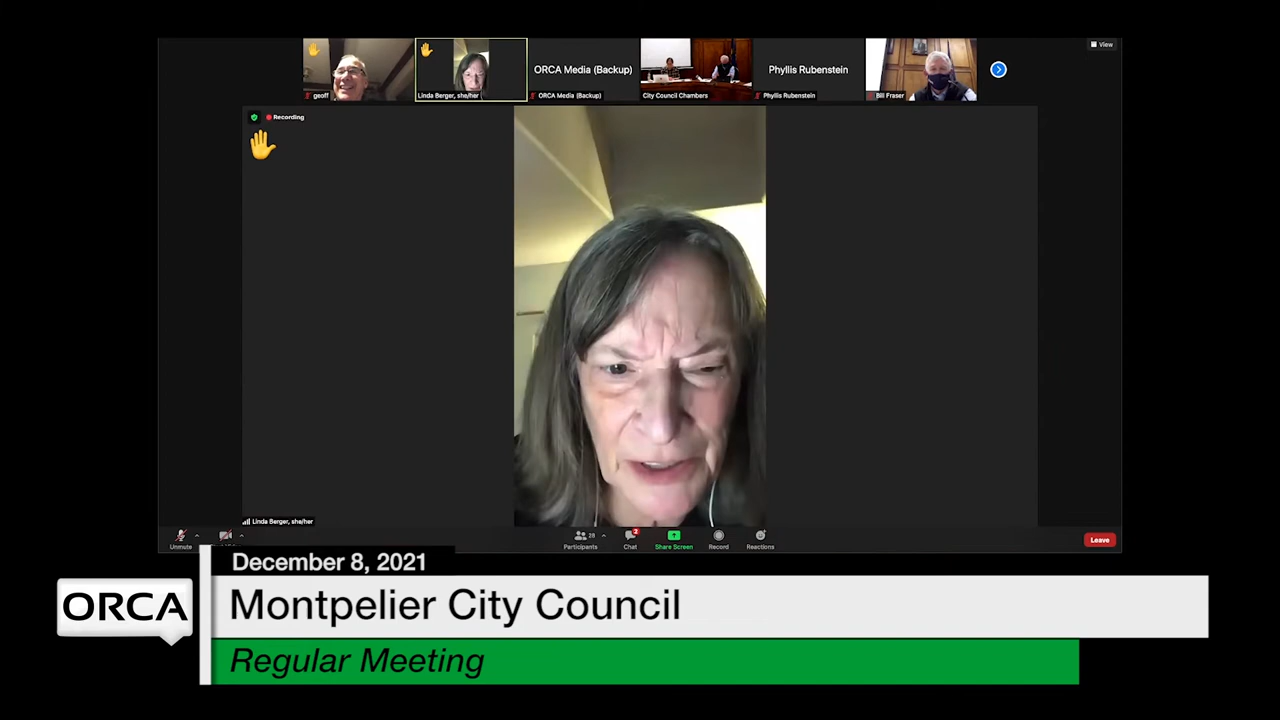 View
geoff
Linda Berger, she/her
ORCA Media (Backup)
ORCA Media (Backup)
City Council Chambers
Phyllis Rubenstein
Phyllis Rubenstein
Bill Fraser
Recording
Linda Berger, she/her
Unmute
Participants
28
Chat
2
Share Screen
Record
Reactions
Leave
December 8, 2021
ORCA
Montpelier City Council
Regular Meeting